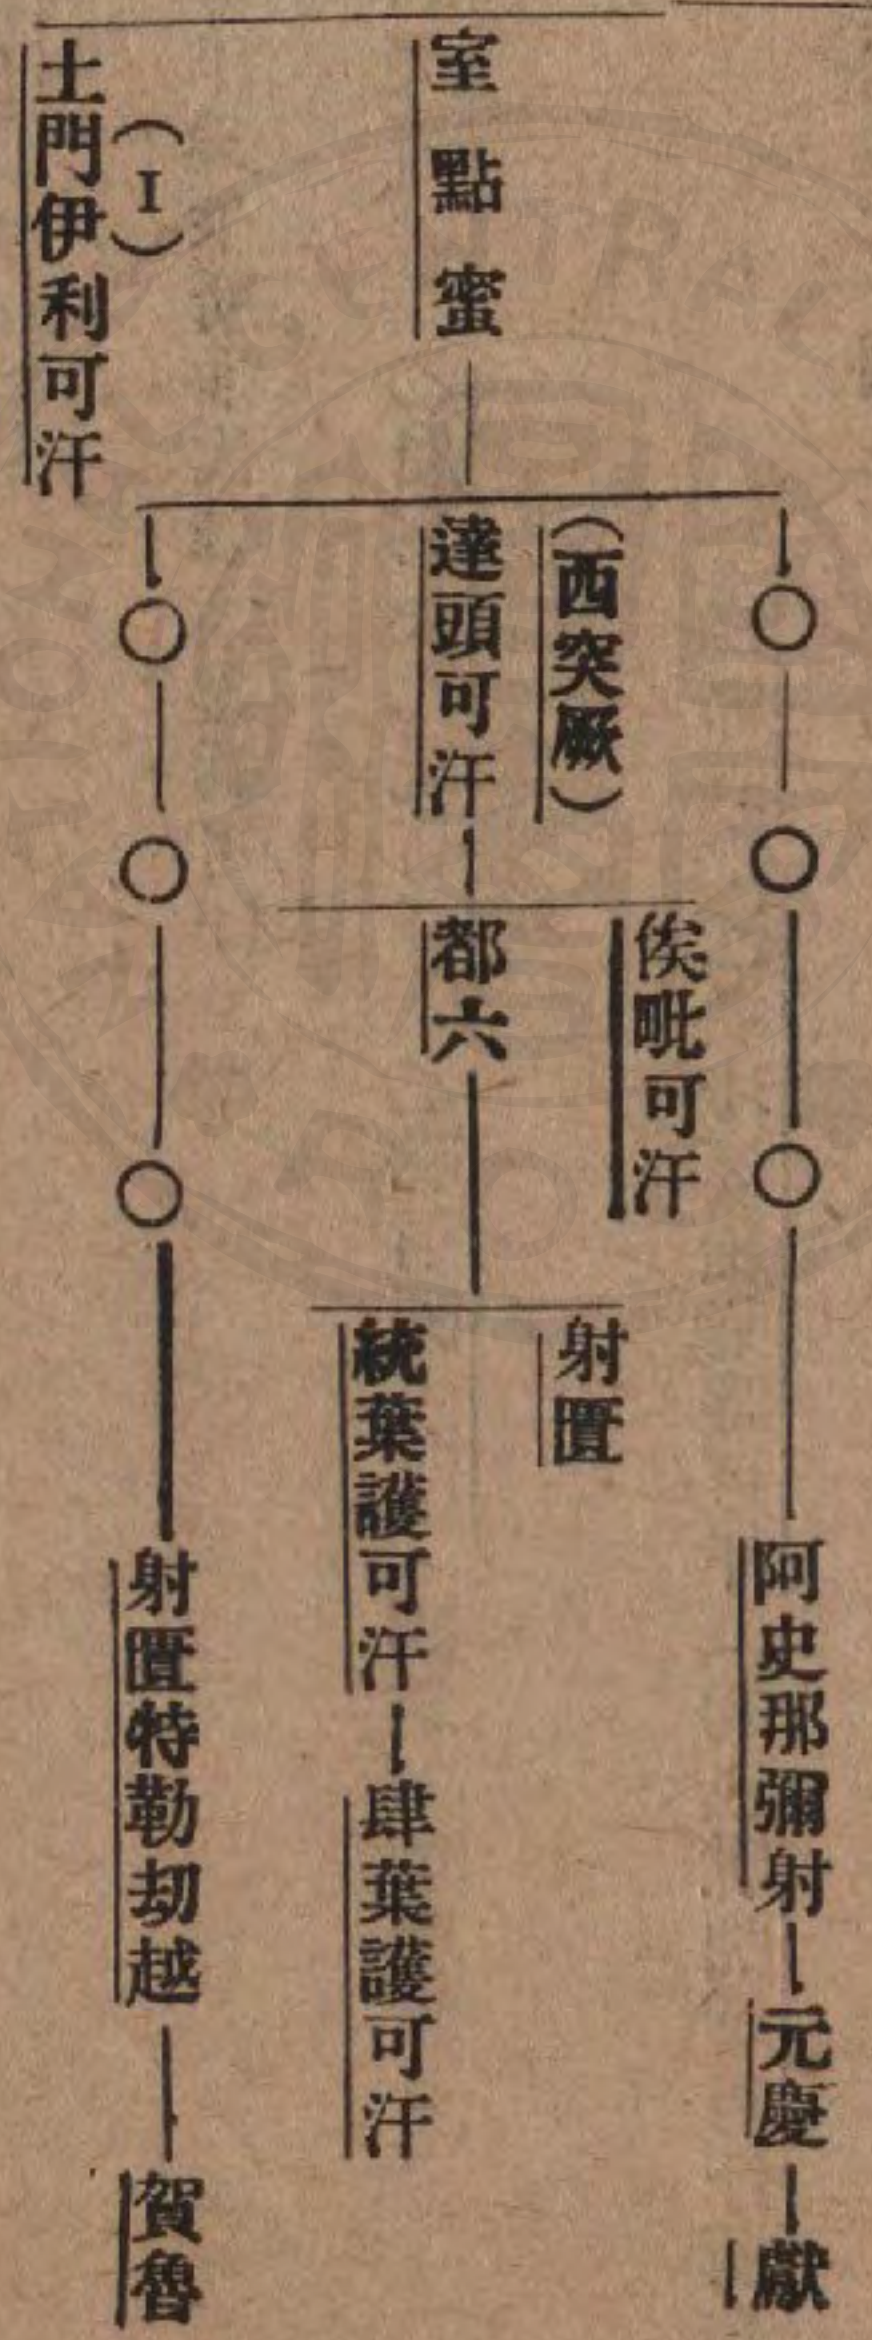 室點蜜
○
○
○
阿史那彌射
元慶
獻
(西突厥)
達頭可汗
俟毗可汗
都六
射匱
統葉護可汗
肆葉護可汗
○
○
○
射匱特勒劫越
賀魯
(I)
土門伊利可汗